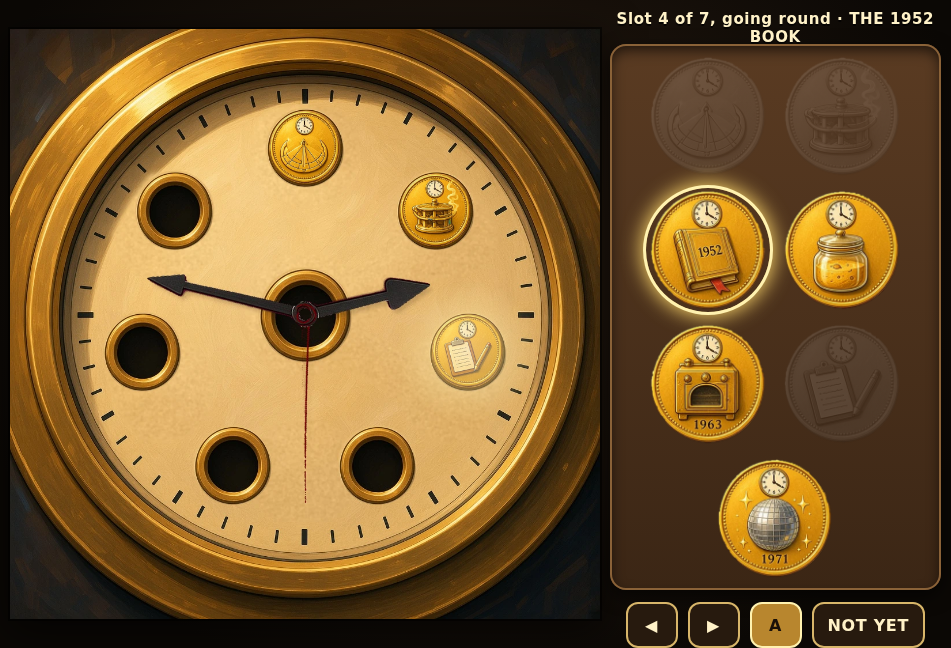 Slot 4 of 7, going round · THE 1952
BOOK
1952
1963
1971
◀ ▶ A NOT YET